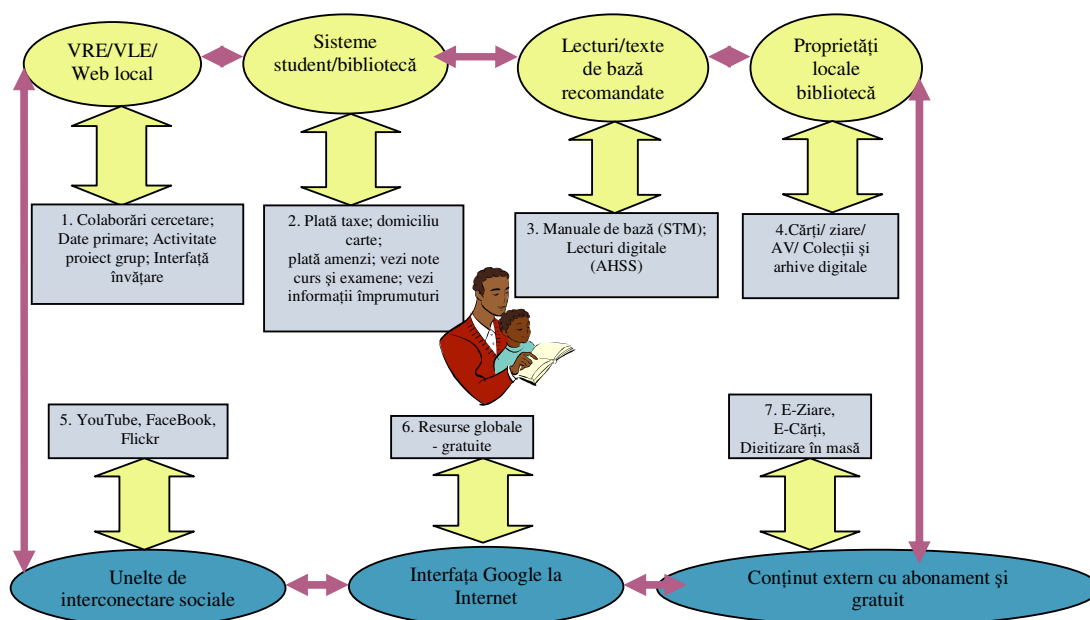 VRE/VLE/
Web local
Sisteme
student/bibliotecă
Lecturi/texte
de bază
recomandate
Proprietăți
locale
bibliotecă
1. Colaborări cercetare;
Date primare; Activitate
proiect grup; Interfață
învățare
2. Plată taxe; domiciliu
carte;
plată amenzi; vezi note
curs și examene; vezi
informații împrumuturi
3. Manuale de bază (STM);
Lecturi digitale
(AHSS)
4.Cărți/ ziare/
AV/ Colecții și
arhive digitale
5. YouTube, FaceBook,
Flickr
6. Resurse globale
- gratuite
7. E-Ziare,
E-Cărți,
Digitizare în masă
Unelte de
interconectare sociale
Interfața Google la
Internet
Conținut extern cu abonament și
gratuit